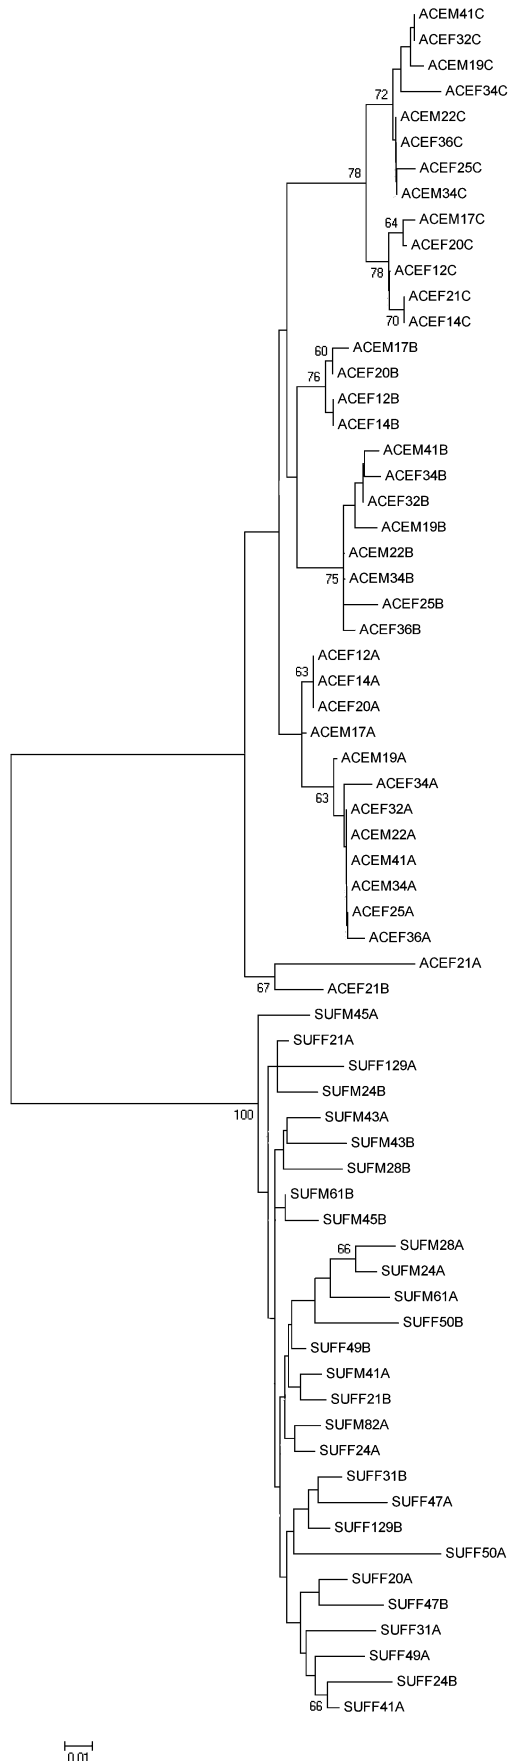 ACEM41C
ACEF32C
ACEM19C
ACEF34C
72
ACEM22C
ACEF36C
ACEF25C
78
ACEM34C
ACEM17C
64
ACEF20C
ACEF12C
78
ACEF21C
ACEF14C
70
ACEM17B
60
ACEF20B
76
ACEF12B
ACEF14B
ACEM41B
ACEF34B
ACEF32B
ACEM19B
ACEM22B
ACEM34B
75
ACEF25B
ACEF36B
ACEF12A
63
ACEF14A
ACEF20A
ACEM17A
ACEM19A
ACEF34A
63
ACEF32A
ACEM22A
ACEM41A
ACEM34A
ACEF25A
ACEF36A
ACEF21A
67
ACEF21B
SUFM45A
SUFF21A
SUFF129A
SUFM24B
100
SUFM43A
SUFM43B
SUFM28B
SUFM61B
SUFM45B
SUFM28A
66
SUFM24A
SUFM61A
SUFF50B
SUFF49B
SUFM41A
SUFF21B
SUFM82A
SUFF24A
SUFF31B
SUFF47A
SUFF129B
SUFF50A
SUFF20A
SUFF47B
SUFF31A
SUFF49A
SUFF24B
66
SUFF41A
0.01